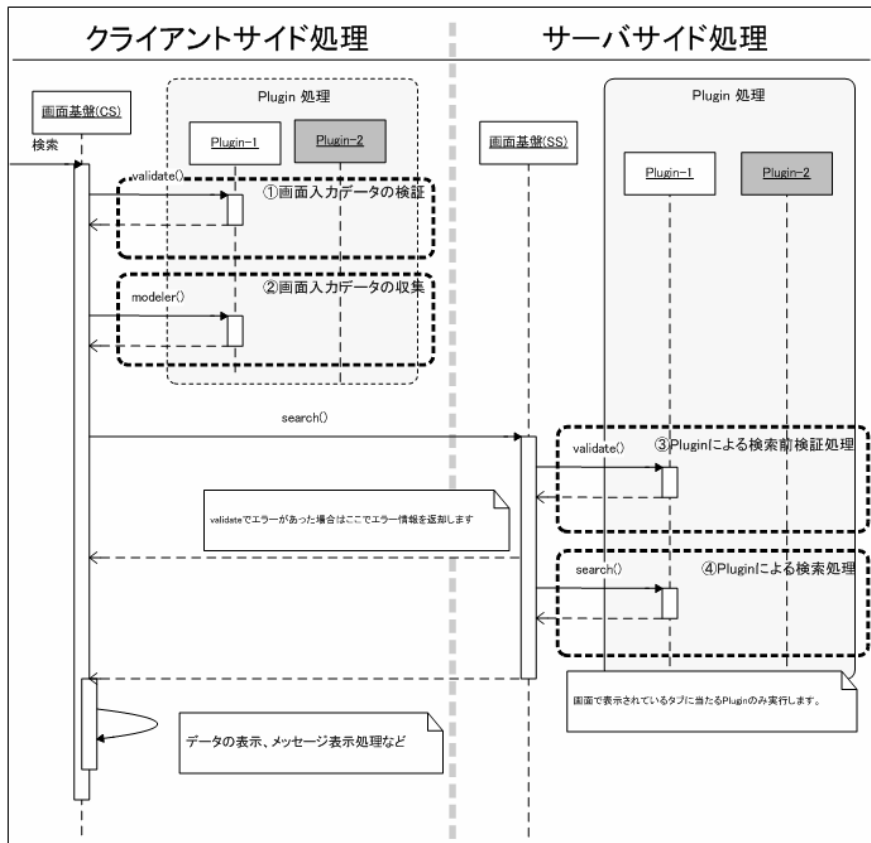 クライアントサイド処理
サーバサイド処理
Plugin 処理
Plugin 処理
画面基盤(CS)
Plugin-1
Plugin-2
画面基盤(SS)
検索
Plugin-1
Plugin-2
validate()
①画面入力データの検証
②画面入力データの収集
modeler()
search()
validate()
③Pluginによる検索前検証処理
validateでエラーがあった場合はここでエラー情報を返却します
search()
④Pluginによる検索処理
画面で表示されているタブに当たるPluginのみ実行します。
データの表示、メッセージ表示処理など